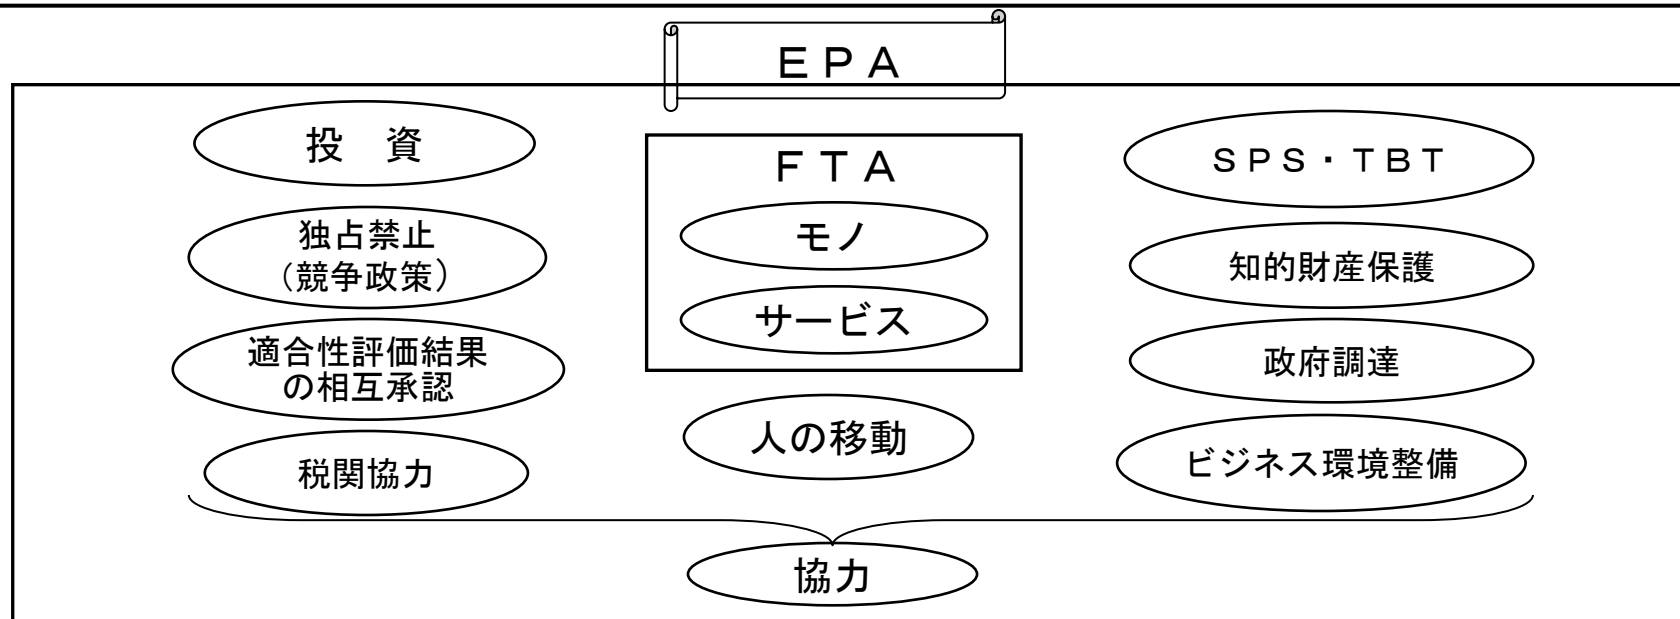 ＥＰＡ
投　資
独占禁止
（競争政策）
適合性評価結果
の相互承認
税関協力
ＦＴＡ
モノ
サービス
人の移動
ＳＰＳ・ＴＢＴ
知的財産保護
政府調達
ビジネス環境整備
協力